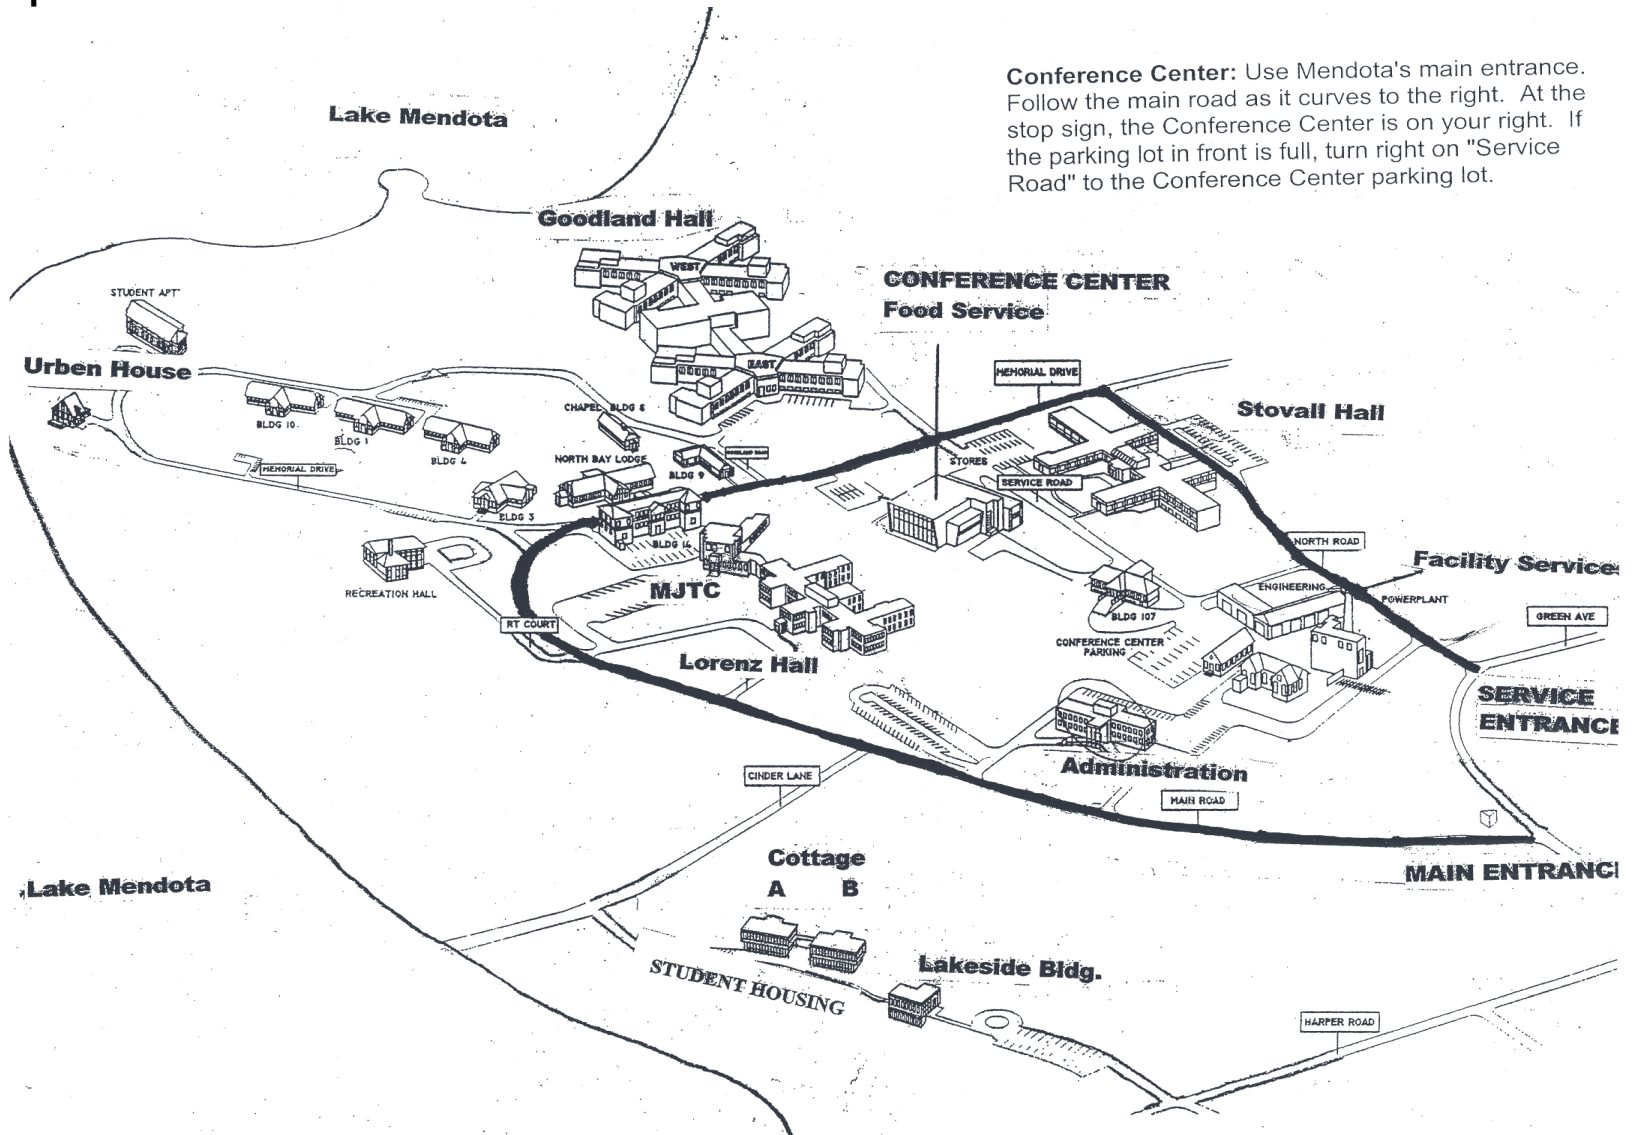 Conference Center: Use Mendota's main entrance.
Follow the main road as it curves to the right. At the
stop sign, the Conference Center is on your right. If
the parking lot in front is full, turn right on "Service
Road" to the Conference Center parking lot.
Lake Mendota
Goodland Hall
WEST
CONFERENCE CENTER
Food Service
STUDENT APT
Urben House
EAST
MEMORIAL DRIVE
Stovall Hall
CHAPEL BLDG 8
BLDG 10
BLDG 1
BLDG 4
NORTH BAY LODGE
BLDG 9
STORES
MEMORIAL DRIVE
SERVICE ROAD
BLDG 5
BLDG 14
NORTH ROAD
Facility Service
RECREATION HALL
MJTC
ENGINEERING
POWERPLANT
BLDG 107
GREEN AVE
RT COURT
CONFERENCE CENTER
PARKING
Lorenz Hall
SERVICE
ENTRANCE
CINDER LANE
Administration
MAIN ROAD
Cottage
A B
MAIN ENTRANC
Lake Mendota
STUDENT HOUSING
Lakeside Bldg.
HARPER ROAD